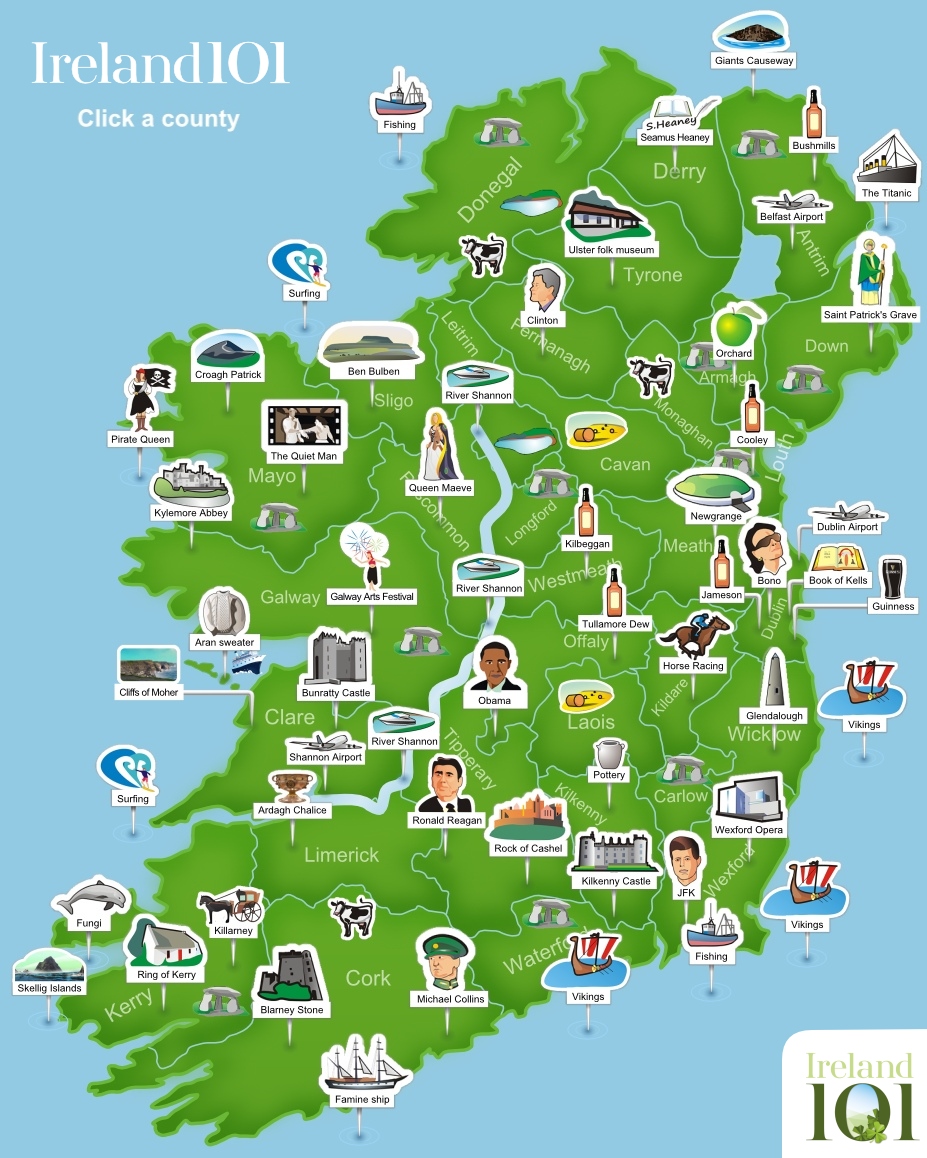 Ireland101
Click a county
Giants Causeway
Fishing
S.Heaney
Seamus Heaney
Bushmills
Derry
The Titanic
Donegal
Belfast Airport
Ulster folk museum
Antrim
Tyrone
Surfing
Clinton
Saint Patrick's Grave
Leitrim
Fermanagh
Orchard
Down
Croagh Patrick
Ben Bulben
Armagh
River Shannon
Sligo
Monaghan
Pirate Queen
Cooley
The Quiet Man
Louth
Cavan
Mayo
Queen Maeve
Roscommon
Kylemore Abbey
Newgrange
Longford
Dublin Airport
Kilbeggan
Meath
Westmeath
Bono
Book of Kells
River Shannon
Jameson
Galway
Galway Arts Festival
Guinness
Dublin
Tullamore Dew
Aran sweater
Offaly
Horse Racing
Cliffs of Moher
Bunratty Castle
Obama
Kildare
Clare
Laois
Glendalough
Vikings
Wicklow
River Shannon
Shannon Airport
Tipperary
Pottery
Surfing
Carlow
Ardagh Chalice
Kilkenny
Ronald Reagan
Wexford Opera
Rock of Cashel
Limerick
Kilkenny Castle
JFK
Wexford
Fungi
Killarney
Vikings
Waterford
Fishing
Ring of Kerry
Skellig Islands
Cork
Kerry
Michael Collins
Vikings
Blarney Stone
Famine ship
Ireland
101